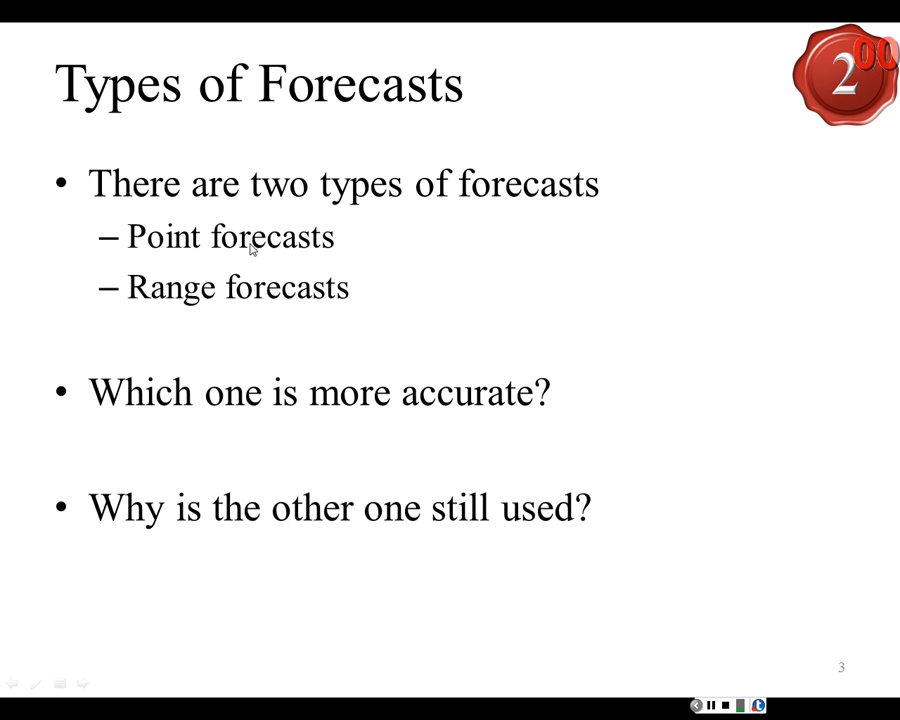 Types of Forecasts
200
• There are two types of forecasts
– Point forecasts
– Range forecasts
• Which one is more accurate?
• Why is the other one still used?
3